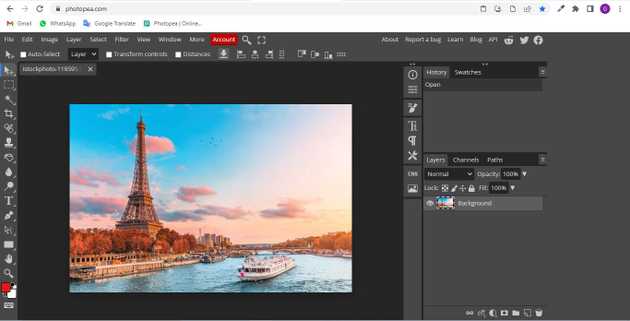 photopea.com
Gmail WhatsApp Google Translate Photopea | Online...
File Edit Image Layer Select Filter View Window More Account About Report a bug Learn Blog API
Auto-Select Layer Transform controls Distances
History Swatches
Open
Layers Channels Paths
Normal Opacity: 100%
Lock: Fill: 100%
CSS
Background